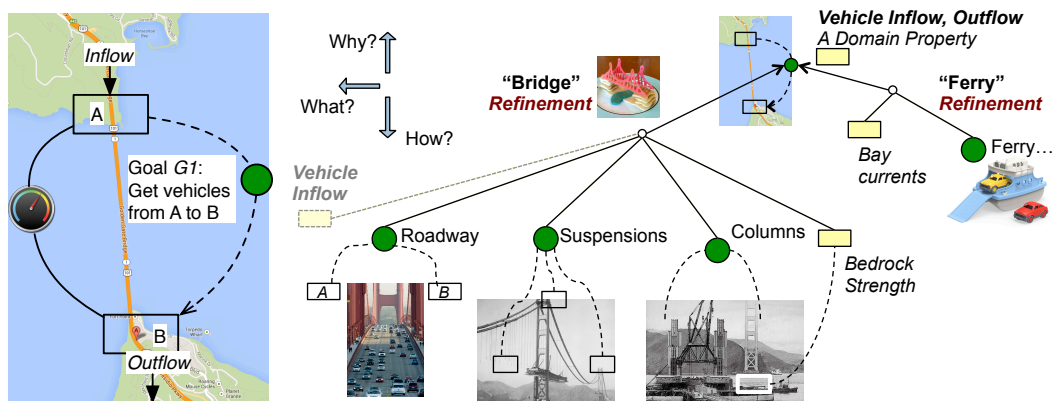 Inflow
A
Goal G1:
Get vehicles
from A to B
B
Outflow
Why?
What?
How?
"Bridge"
Refinement
Vehicle Inflow, Outflow
A Domain Property
"Ferry"
Refinement
Bay
currents
Ferry…
Vehicle
Inflow
Roadway
Suspensions
Columns
Bedrock
Strength
A
B